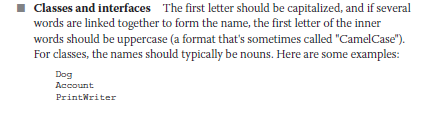 ■ Classes and interfaces The first letter should be capitalized, and if several
words are linked together to form the name, the first letter of the inner
words should be uppercase (a format that's sometimes called "CamelCase").
For classes, the names should typically be nouns. Here are some examples:
Dog
Account
PrintWriter